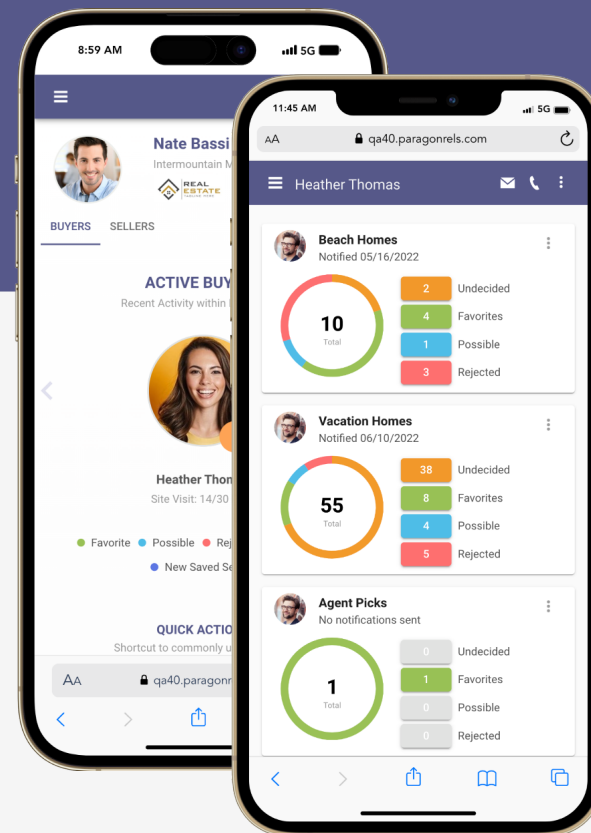 8:59 AM
5G
Nate Bassi
Intermountain M
REAL
ESTATE
BUYERS SELLERS
ACTIVE BUY
Recent Activity within
Heather Thor
Site Visit: 14/30
Favorite Possible Rej
New Saved Se
QUICK ACTIO
Shortcut to commonly u
AA qa40.paragonr
11:45 AM
5G
AA qa40.paragonrels.com
Heather Thomas
Beach Homes
Notified 05/16/2022
10
Total
2 Undecided
4 Favorites
1 Possible
3 Rejected
Vacation Homes
Notified 06/10/2022
55
Total
38 Undecided
8 Favorites
4 Possible
5 Rejected
Agent Picks
No notifications sent
1
Total
0 Undecided
1 Favorites
0 Possible
0 Rejected